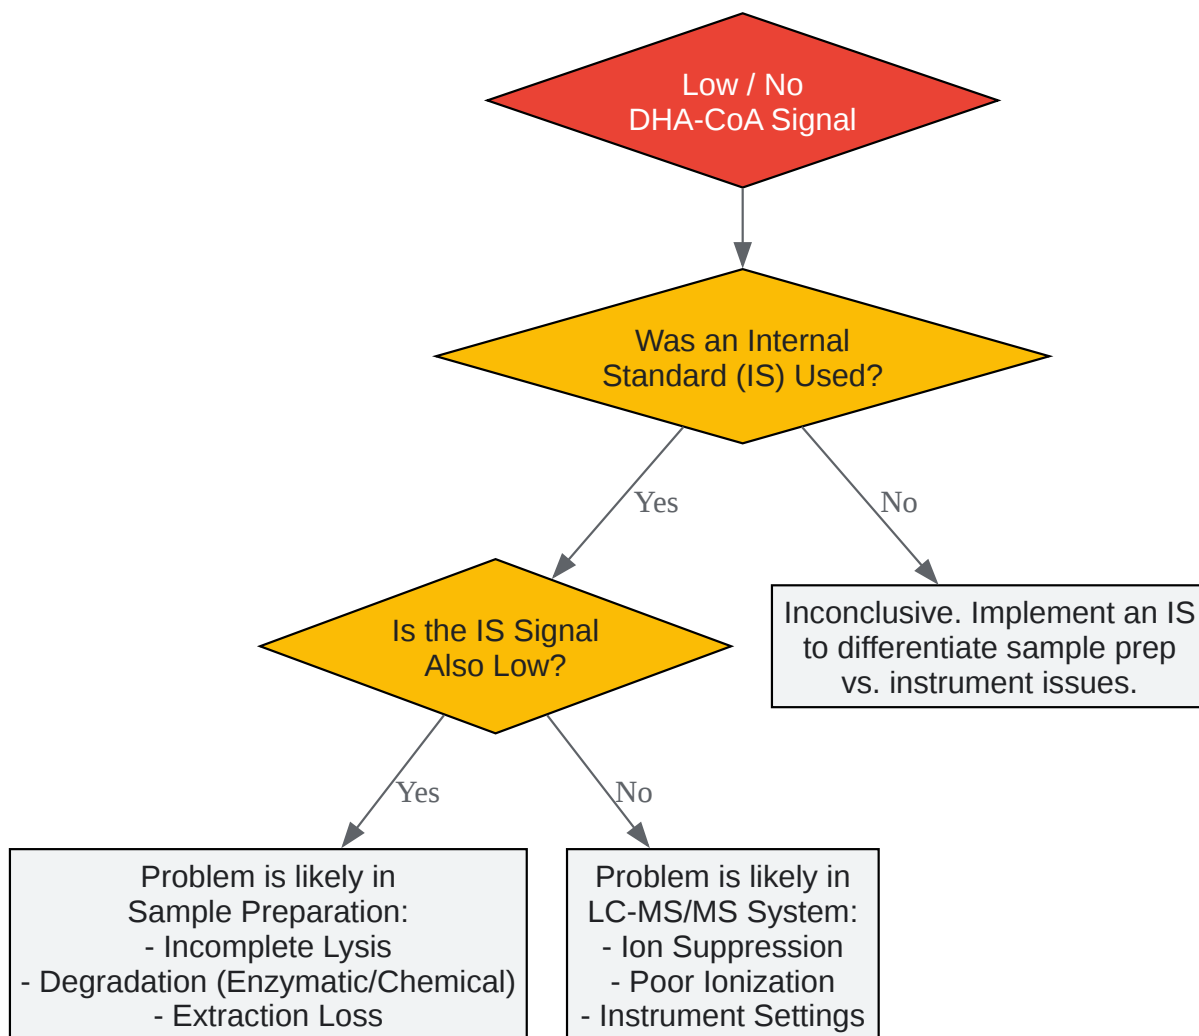 Low / No
DHA-CoA Signal
Was an Internal
Standard (IS) Used?
Yes
No
Is the IS Signal
Also Low?
Inconclusive. Implement an IS
to differentiate sample prep
vs. instrument issues.
Yes
No
Problem is likely in
Sample Preparation:
- Incomplete Lysis
- Degradation (Enzymatic/Chemical)
- Extraction Loss
Problem is likely in
LC-MS/MS System:
- Ion Suppression
- Poor Ionization
- Instrument Settings